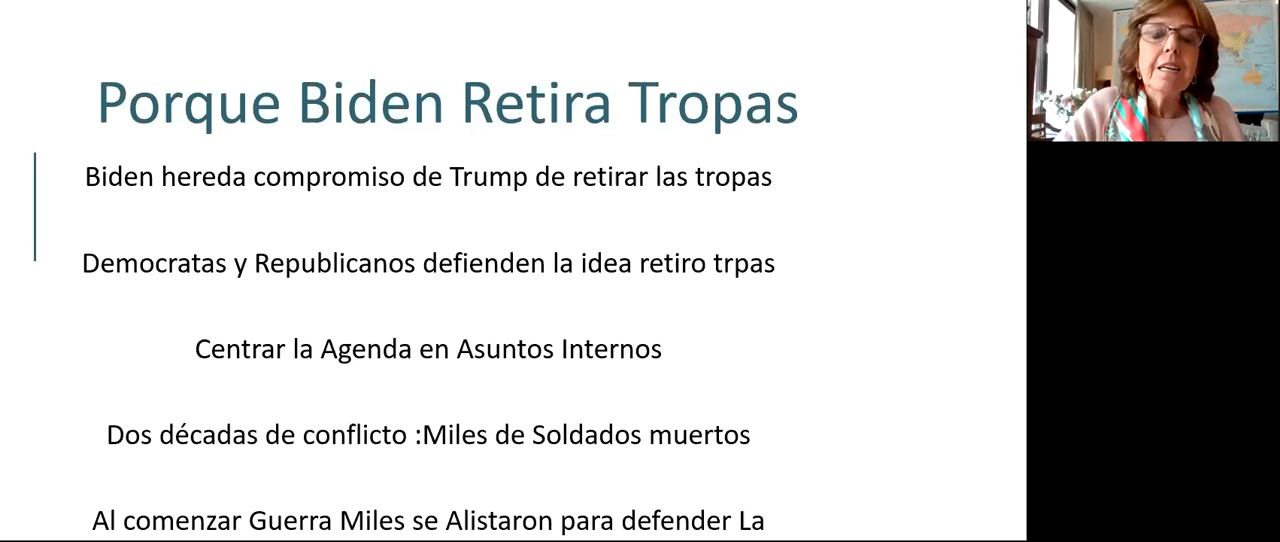 Porque Biden Retira Tropas
Biden hereda compromiso de Trump de retirar las tropas
Democratas y Republicanos defienden la idea retiro trpas
Centrar la Agenda en Asuntos Internos
Dos décadas de conflicto :Miles de Soldados muertos
Al comenzar Guerra Miles se Alistaron para defender La